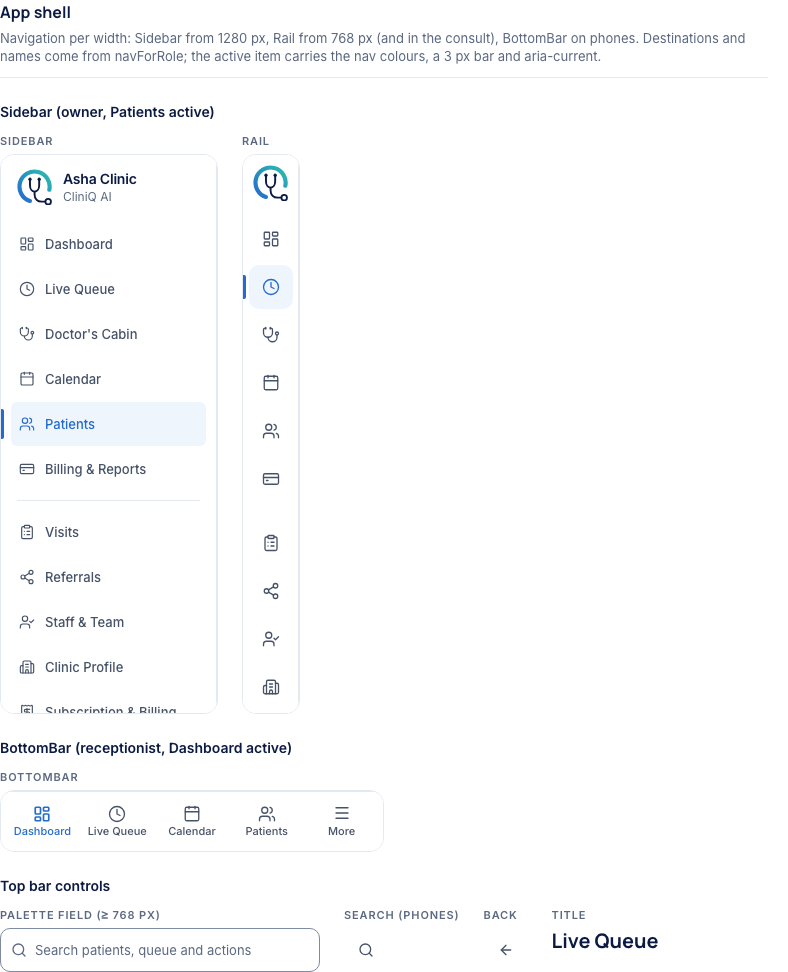 App shell
Navigation per width: Sidebar from 1280 px, Rail from 768 px (and in the consult), BottomBar on phones. Destinations and
names come from navForRole; the active item carries the nav colours, a 3 px bar and aria-current.
Sidebar (owner, Patients active)
SIDEBAR
RAIL
Asha Clinic
CliniQ AI
Dashboard
Live Queue
Doctor's Cabin
Calendar
Patients
Billing & Reports
Visits
Referrals
Staff & Team
Clinic Profile
Subscription & Billing
BottomBar (receptionist, Dashboard active)
BOTTOMBAR
Dashboard
Live Queue
Calendar
Patients
More
Top bar controls
PALETTE FIELD (≥ 768 PX)
SEARCH (PHONES)
BACK
TITLE
Search patients, queue and actions
Live Queue